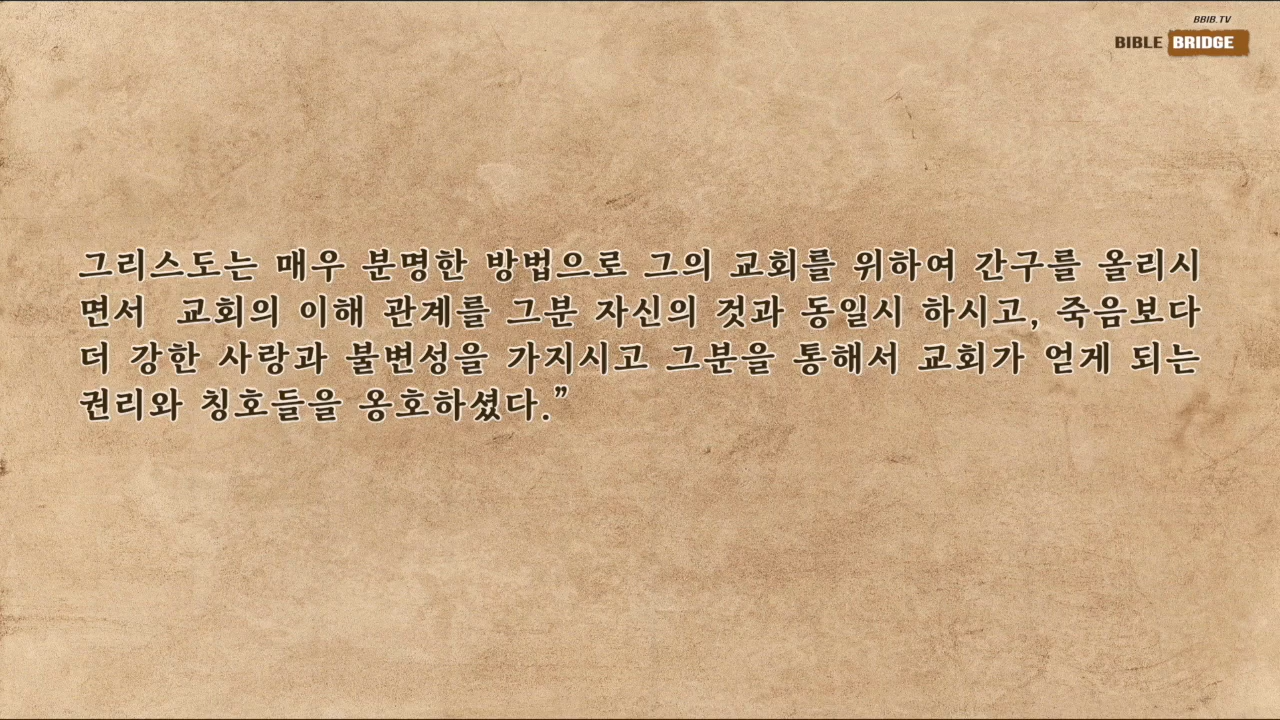 BBIB.TV
BIBLE BRIDGE
그리스도는 매우 분명한 방법으로 그의 교회를 위하여 간구를 올리시
면서 교회의 이해 관계를 그분 자신의 것과 동일시 하시고, 죽음보다
더 강한 사랑과 불변성을 가지시고 그분을 통해서 교회가 얻게 되는
권리와 칭호들을 옹호하셨다.”